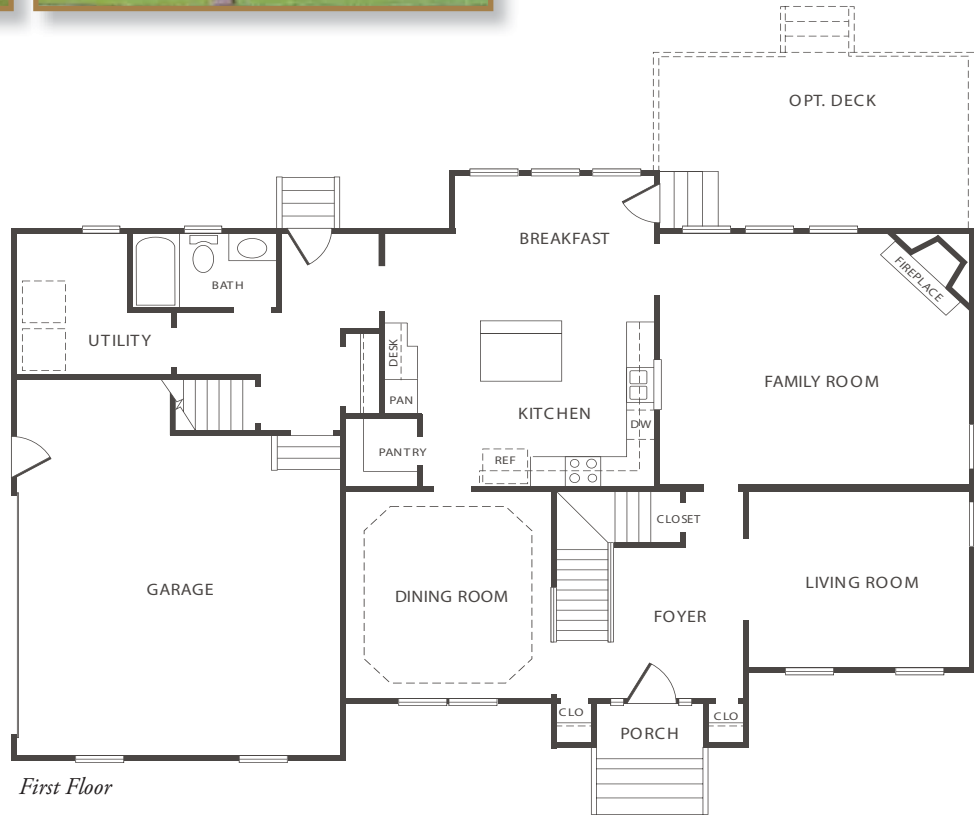 OPT. DECK
BREAKFAST
FIREPLACE
BATH
UTILITY
DESK
FAMILY ROOM
PAN
KITCHEN
DW
PANTRY
REF
CLOSET
GARAGE
DINING ROOM
LIVING ROOM
FOYER
CLO
CLO
PORCH
First Floor